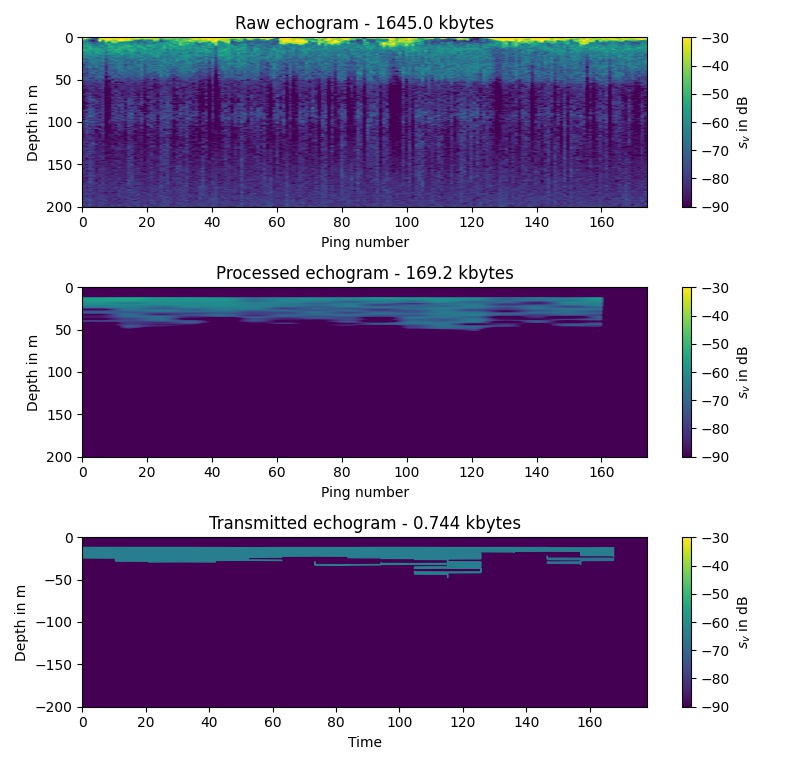 Raw echogram - 1645.0 kbytes
0
50
100
150
200
Depth in m
0 20 40 60 80 100 120 140 160
Ping number
−30
−40
−50
−60
−70
−80
−90
sv in dB
Processed echogram - 169.2 kbytes
0
50
100
150
200
Depth in m
0 20 40 60 80 100 120 140 160
Ping number
−30
−40
−50
−60
−70
−80
−90
sv in dB
Transmitted echogram - 0.744 kbytes
0
−50
−100
−150
−200
Depth in m
0 20 40 60 80 100 120 140 160
Time
−30
−40
−50
−60
−70
−80
−90
sv in dB